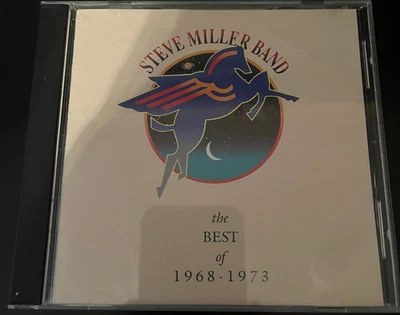 STEVE MILLER BAND
the
BEST
of
1968-1973